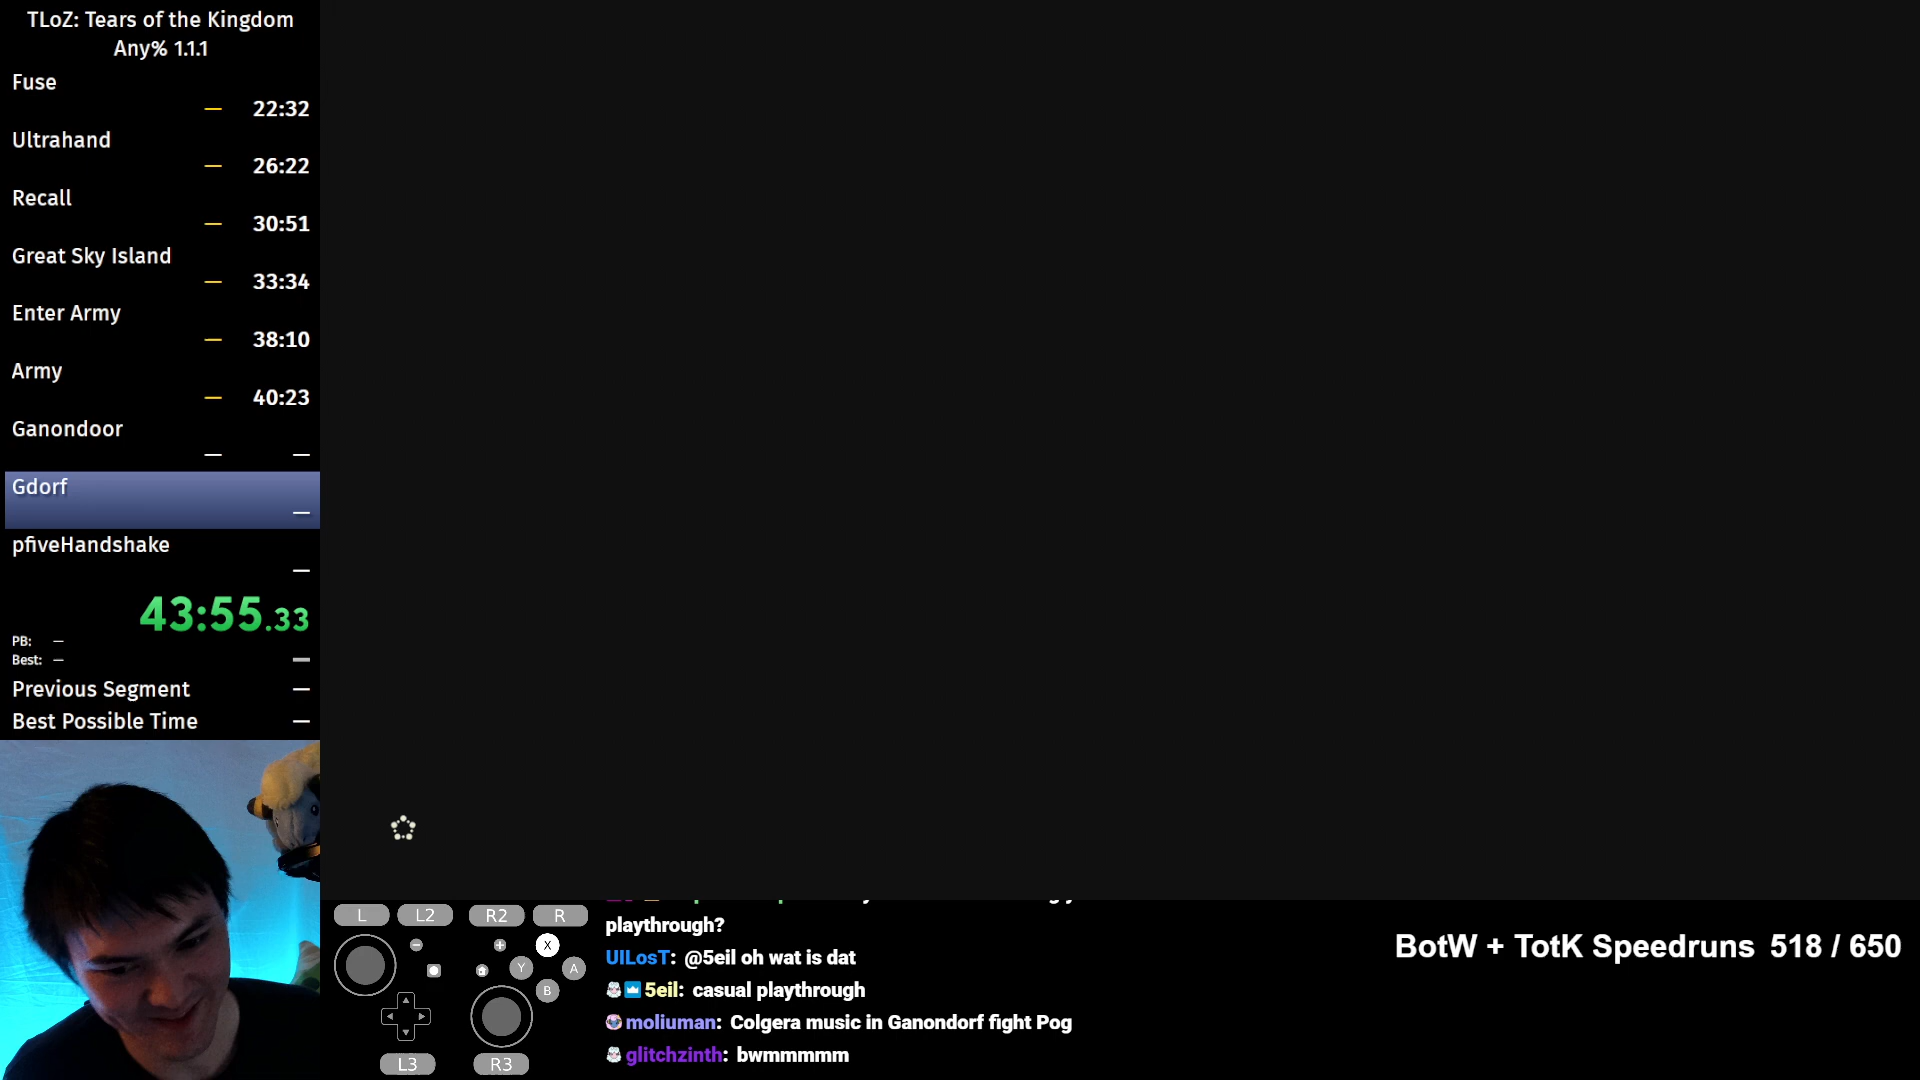 TLoZ: Tears of the Kingdom
Any% 1.1.1
Fuse
— 22:32
Ultrahand
— 26:22
Recall
— 30:51
Great Sky Island
— 33:34
Enter Army
— 38:10
Army
— 40:23
Ganondoor
— —
Gdorf
—
pfiveHandshake
—
43:55.33
PB: —
Best: — —
Previous Segment —
Best Possible Time —
L L2 R2 R
X
Y A
B
L3 R3
playthrough?
UILosT: @5eil oh wat is dat
5eil: casual playthrough
moliuman: Colgera music in Ganondorf fight Pog
glitchzinth: bwmmmmm
BotW + TotK Speedruns 518 / 650